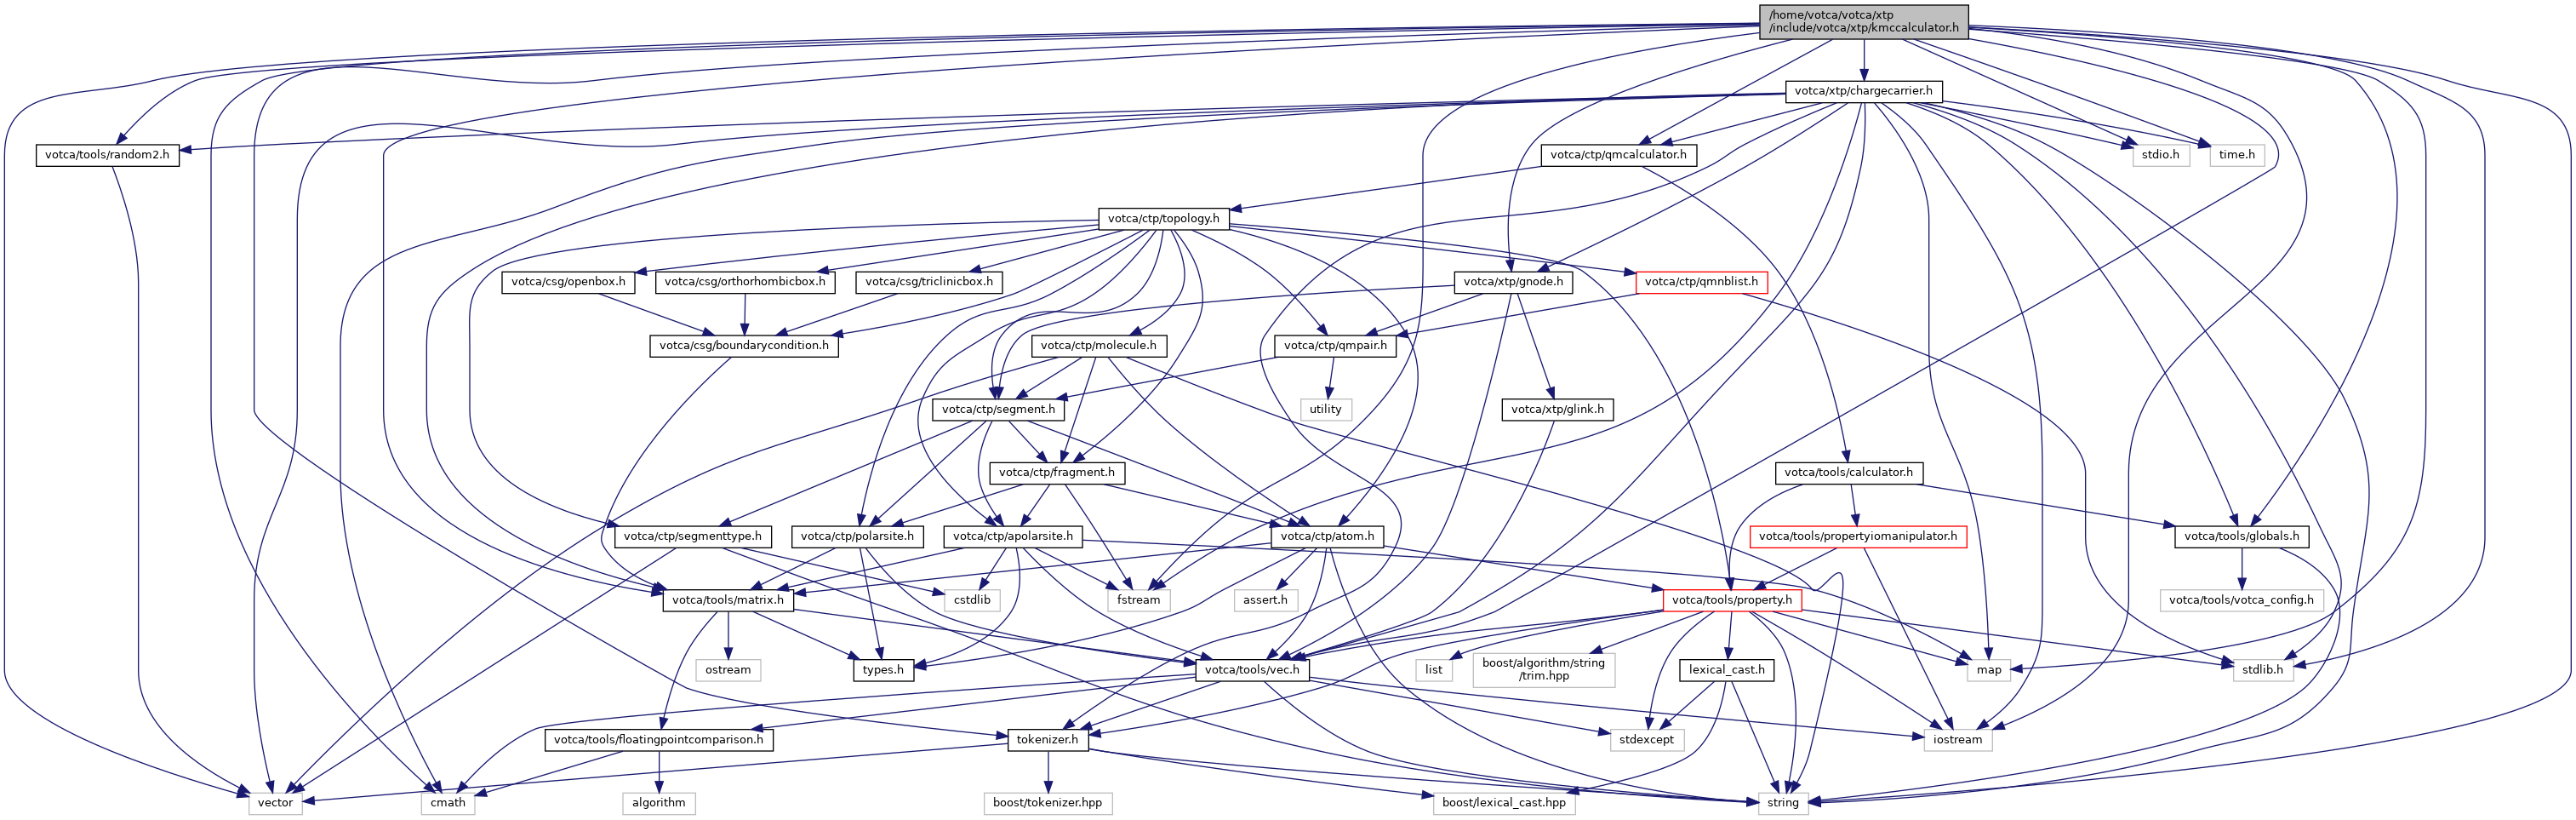 /home/votca/votca/xtp
/include/votca/xtp/kmccalculator.h
votca/xtp/chargecarrier.h
votca/tools/random2.h
votca/ctp/qmcalculator.h
stdio.h
time.h
votca/ctp/topology.h
votca/csg/openbox.h
votca/csg/orthorhombicbox.h
votca/csg/triclinicbox.h
votca/xtp/gnode.h
votca/ctp/qmnblist.h
votca/csg/boundarycondition.h
votca/ctp/molecule.h
votca/ctp/qmpair.h
votca/ctp/segment.h
utility
votca/xtp/glink.h
votca/ctp/fragment.h
votca/tools/calculator.h
votca/ctp/segmenttype.h
votca/ctp/polarsite.h
votca/ctp/apolarsite.h
votca/ctp/atom.h
votca/tools/propertyiomanipulator.h
votca/tools/globals.h
votca/tools/matrix.h
cstdlib
fstream
assert.h
votca/tools/property.h
votca/tools/votca_config.h
ostream
types.h
votca/tools/vec.h
list
boost/algorithm/string
/trim.hpp
lexical_cast.h
map
stdlib.h
votca/tools/floatingpointcomparison.h
tokenizer.h
stdexcept
iostream
vector
cmath
algorithm
boost/tokenizer.hpp
boost/lexical_cast.hpp
string